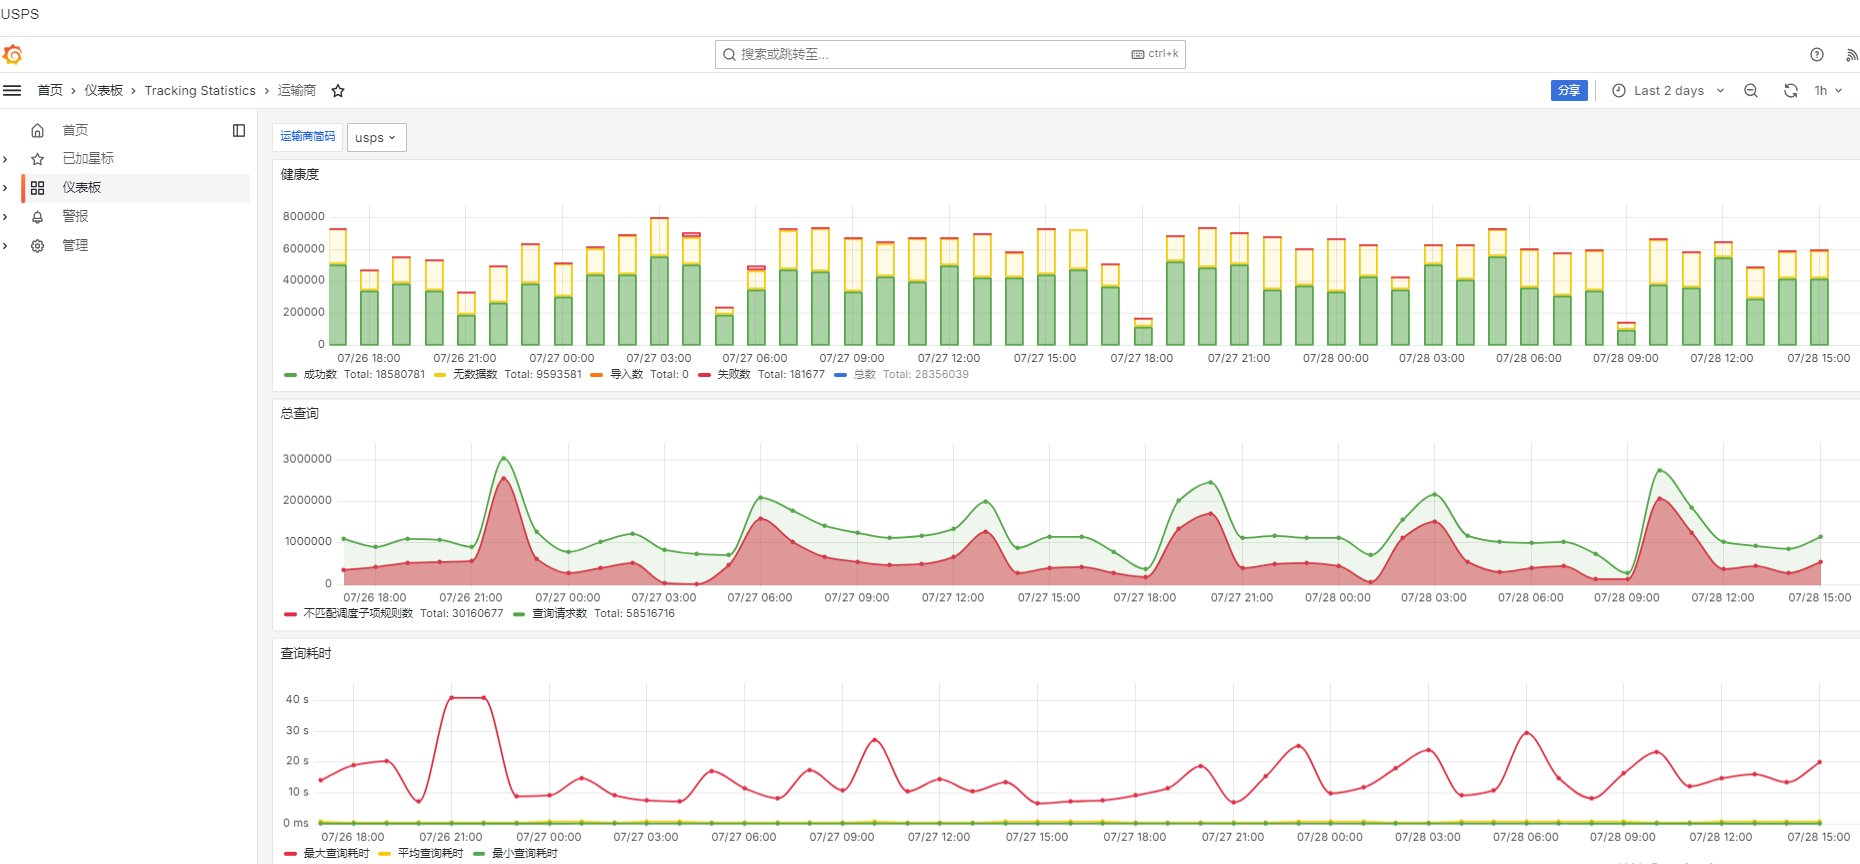 USPS
搜索或跳转至... ctrl+k
首页 › 仪表板 › Tracking Statistics › 运输商 分享 Last 2 days 1h
首页
已加星标
仪表板
警报
管理
运输商简码 usps
健康度
800000
600000
400000
200000
0
07/26 18:00 07/26 21:00 07/27 00:00 07/27 03:00 07/27 06:00 07/27 09:00 07/27 12:00 07/27 15:00 07/27 18:00 07/27 21:00 07/28 00:00 07/28 03:00 07/28 06:00 07/28 09:00 07/28 12:00 07/28 15:00
成功数 Total: 18580781 无数据数 Total: 9593581 导入数 Total: 0 失败数 Total: 181677 总数 Total: 28356039
总查询
3000000
2000000
1000000
0
07/26 18:00 07/26 21:00 07/27 00:00 07/27 03:00 07/27 06:00 07/27 09:00 07/27 12:00 07/27 15:00 07/27 18:00 07/27 21:00 07/28 00:00 07/28 03:00 07/28 06:00 07/28 09:00 07/28 12:00 07/28 15:00
不匹配调度子项规则数 Total: 30160677 查询请求数 Total: 58516716
查询耗时
40 s
30 s
20 s
10 s
0 ms
07/26 18:00 07/26 21:00 07/27 00:00 07/27 03:00 07/27 06:00 07/27 09:00 07/27 12:00 07/27 15:00 07/27 18:00 07/27 21:00 07/28 00:00 07/28 03:00 07/28 06:00 07/28 09:00 07/28 12:00 07/28 15:00
最大查询耗时 平均查询耗时 最小查询耗时